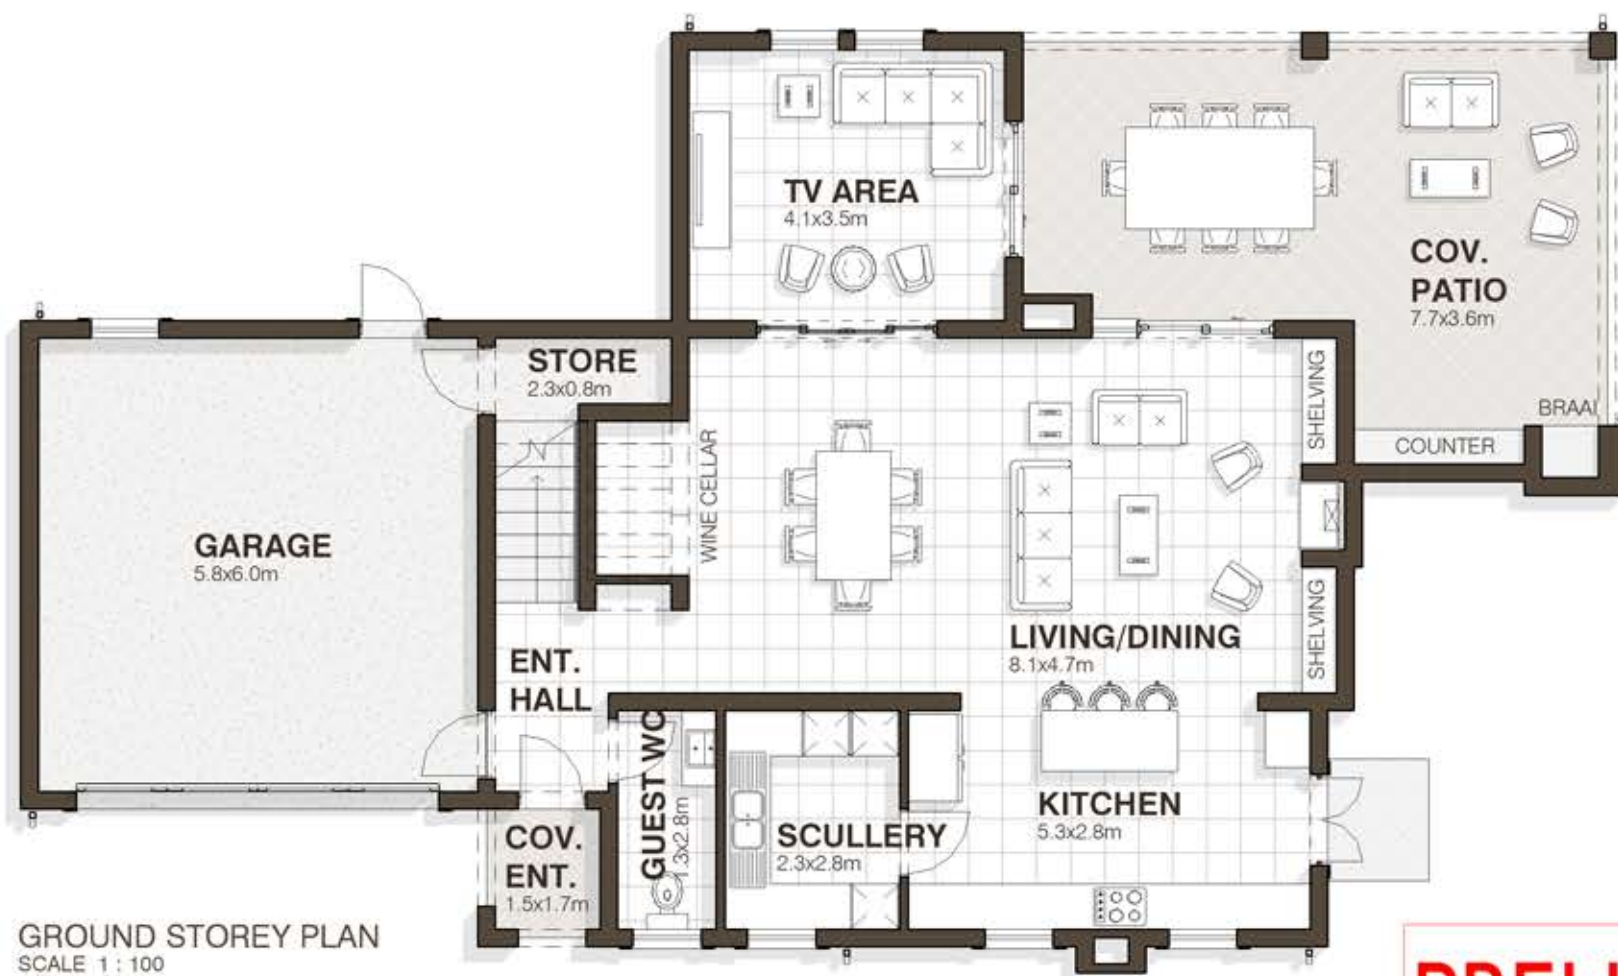 TV AREA
4.1x3.5m
COV.
PATIO
7.7x3.6m
STORE
2.3x0.8m
SHELVING
BRAAI
COUNTER
WINE CELLAR
GARAGE
5.8x6.0m
SHELVING
LIVING/DINING
8.1x4.7m
ENT.
HALL
GUEST WC
1.3x2.8m
KITCHEN
5.3x2.8m
SCULLERY
2.3x2.8m
COV.
ENT.
1.5x1.7m
GROUND STOREY PLAN
SCALE 1 : 100